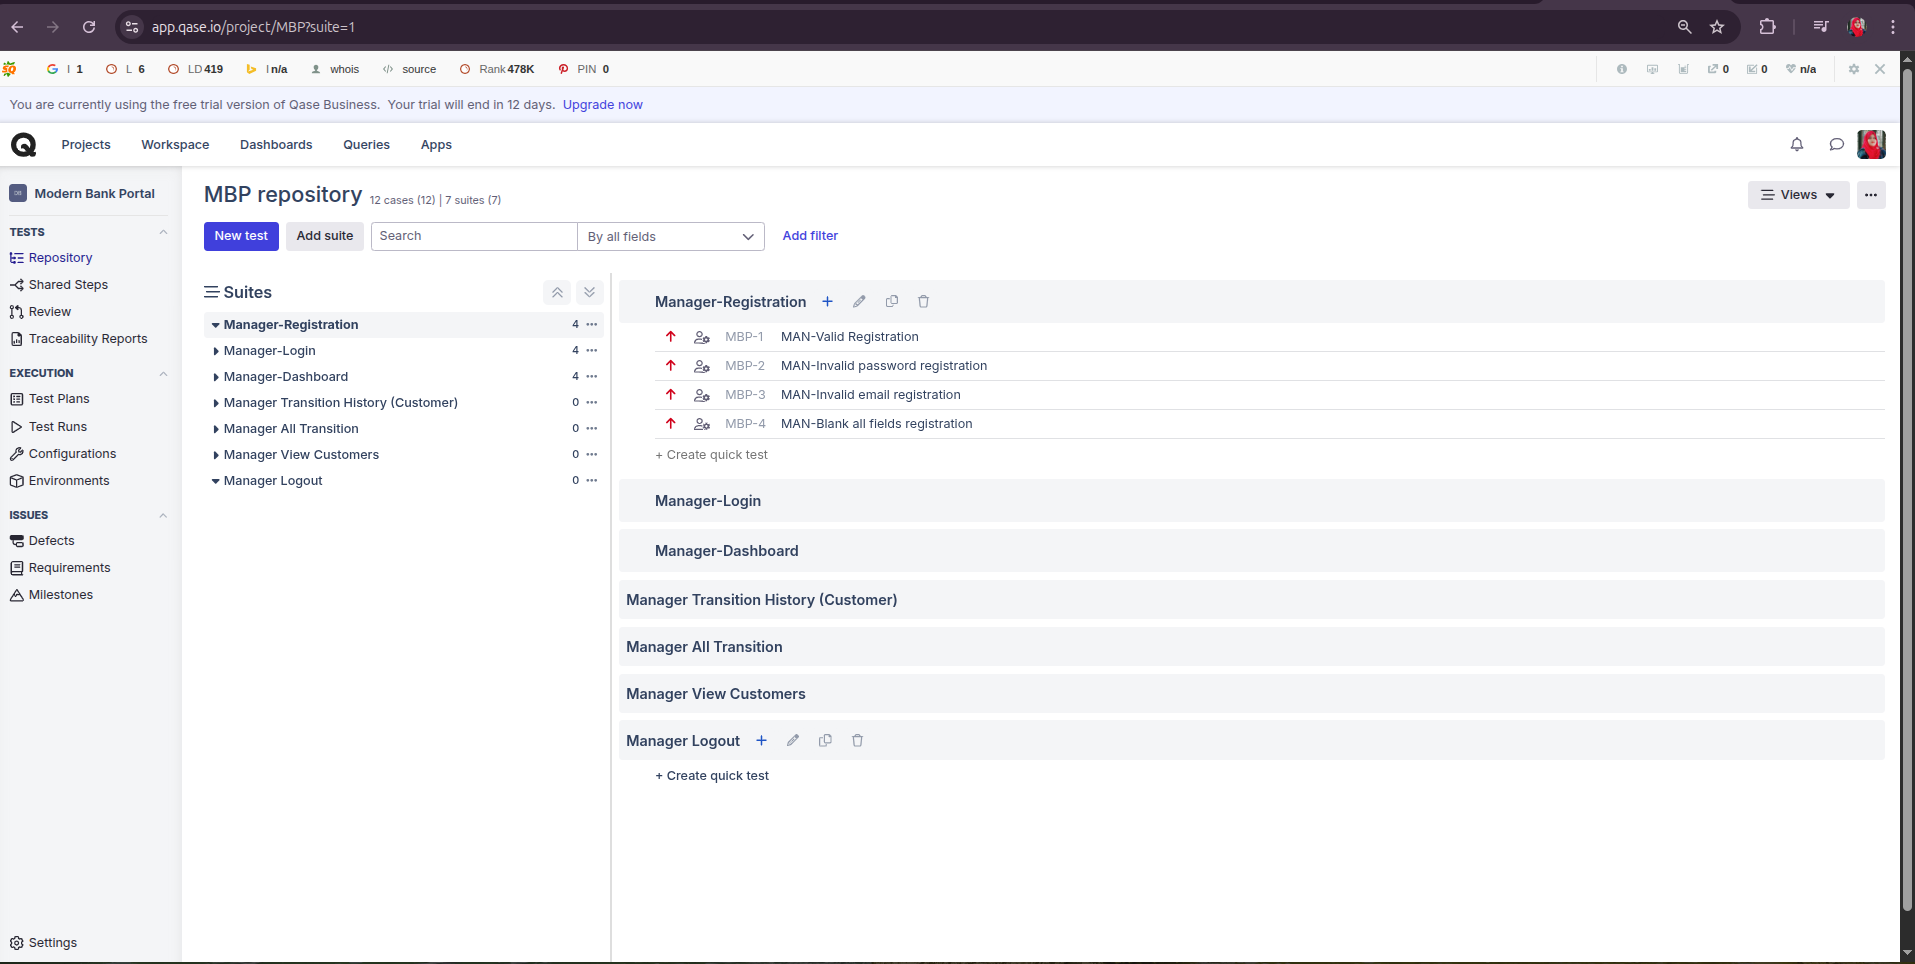 app.qase.io/project/MBP?suite=1
I 1 L 6 LD 419 I n/a whois source Rank 478K PIN 0 0 0 n/a
You are currently using the free trial version of Qase Business. Your trial will end in 12 days. Upgrade now
Projects Workspace Dashboards Queries Apps
Modern Bank Portal
TESTS
Repository
Shared Steps
Review
Traceability Reports
EXECUTION
Test Plans
Test Runs
Configurations
Environments
ISSUES
Defects
Requirements
Milestones
Settings
MBP repository 12 cases (12) | 7 suites (7)
Views
New test Add suite Search By all fields Add filter
Suites
Manager-Registration 4
Manager-Login 4
Manager-Dashboard 4
Manager Transition History (Customer) 0
Manager All Transition 0
Manager View Customers 0
Manager Logout 0
Manager-Registration
MBP-1 MAN-Valid Registration
MBP-2 MAN-Invalid password registration
MBP-3 MAN-Invalid email registration
MBP-4 MAN-Blank all fields registration
+ Create quick test
Manager-Login
Manager-Dashboard
Manager Transition History (Customer)
Manager All Transition
Manager View Customers
Manager Logout
+ Create quick test